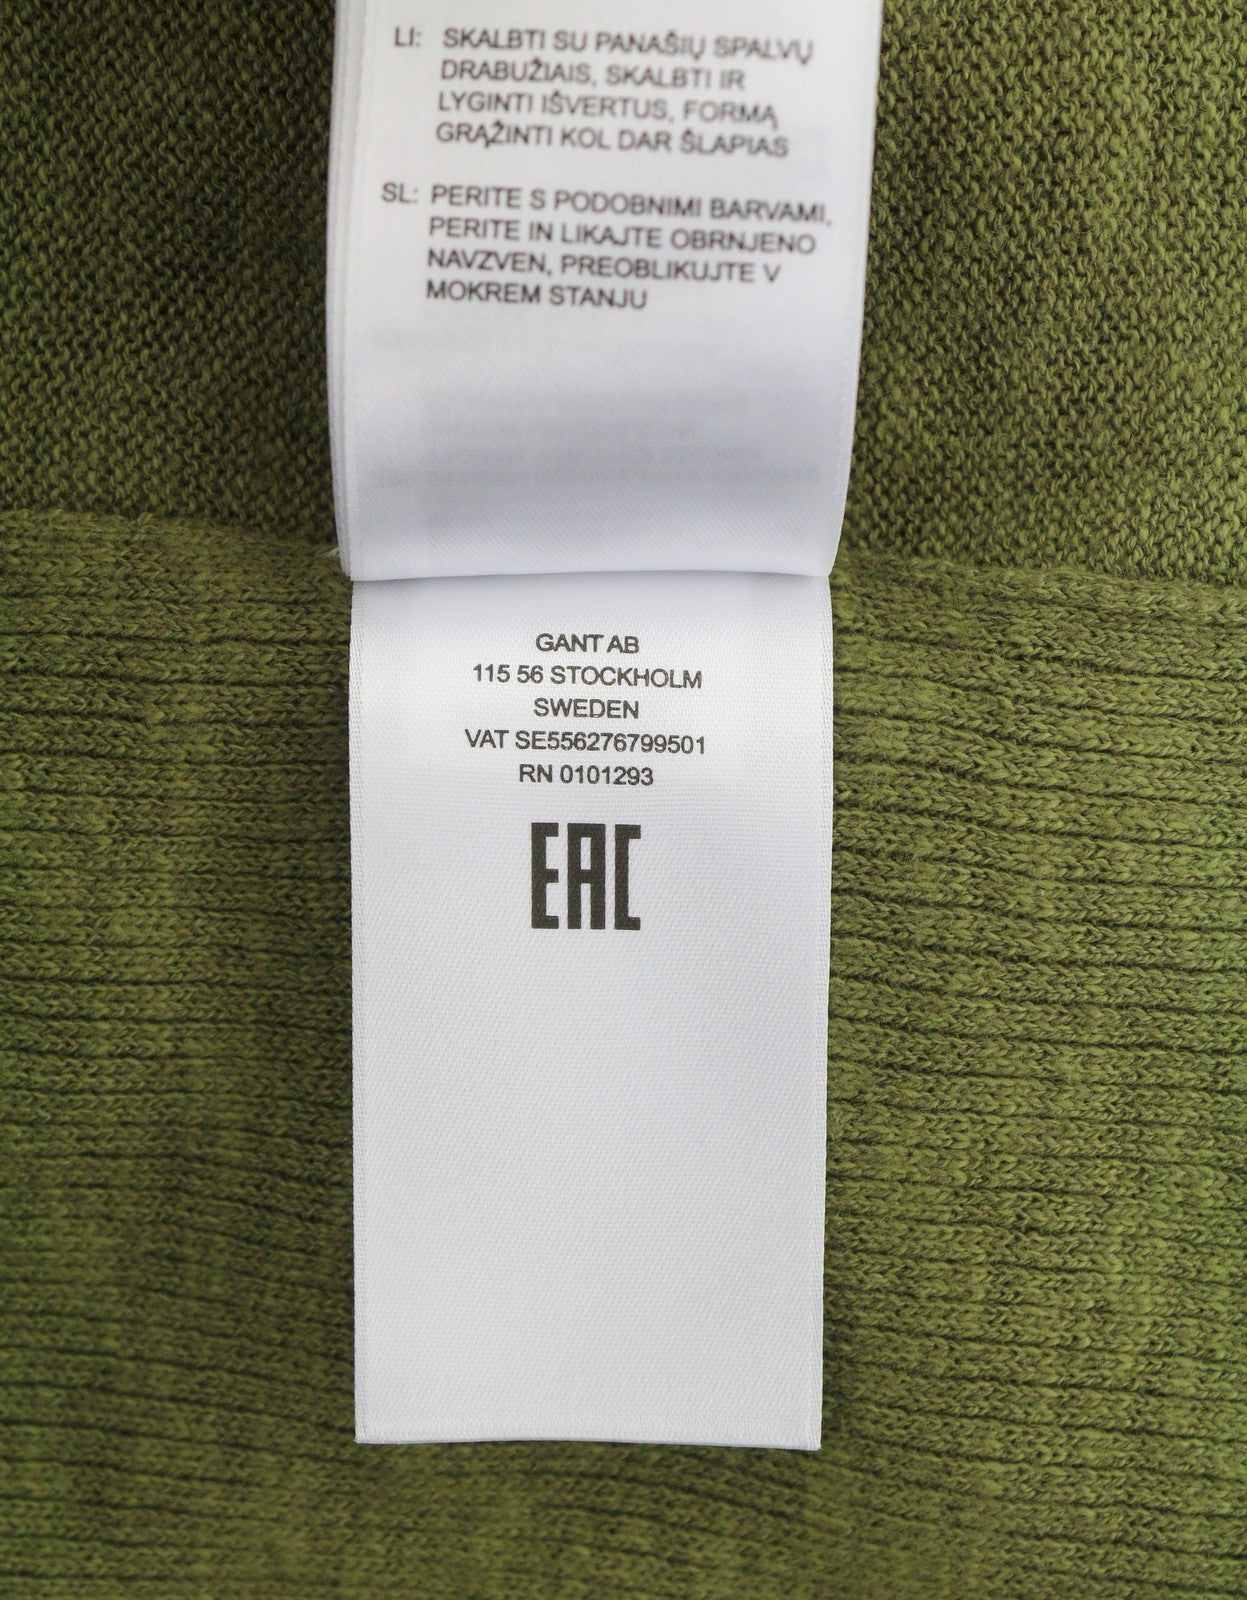 LI: SKALBTI SU PANAŠIŲ SPALVŲ
DRABUŽIAIS, SKALBTI IR
LYGINTI IŠVERTUS, FORMĄ
GRĄŽINTI KOL DAR ŠLAPIAS
SL: PERITE S PODOBNIMI BARVAMI,
PERITE IN LIKAJTE OBRNJENO
NAVZVEN, PREOBLIKUJTE V
MOKREM STANJU
GANT AB
115 56 STOCKHOLM
SWEDEN
VAT SE556276799501
RN 0101293
EAC